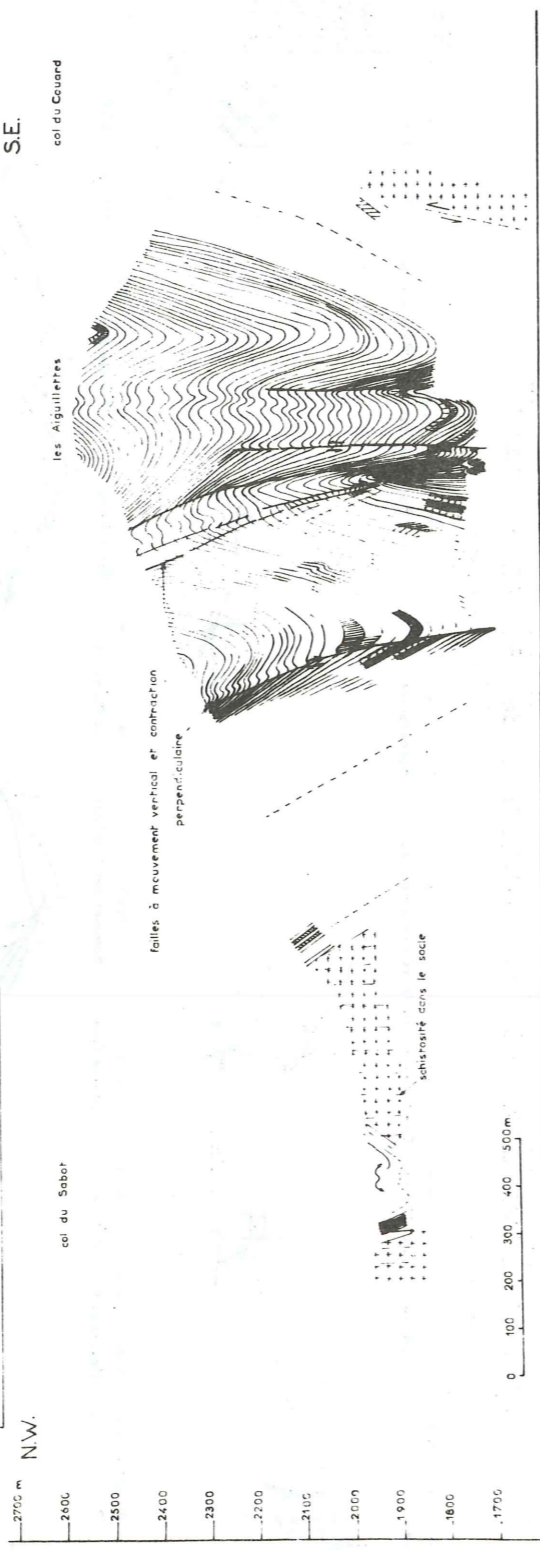 N.W.
S.E.
col du Sabot
les Aiguillettes
col du Couard
failles à mouvement vertical et contraction
perpendiculaire
schistosité dans le socle
2700 m
2600
2500
2400
2300
2200
2100
2000
1900
1800
1700
0 100 200 300 400 500m